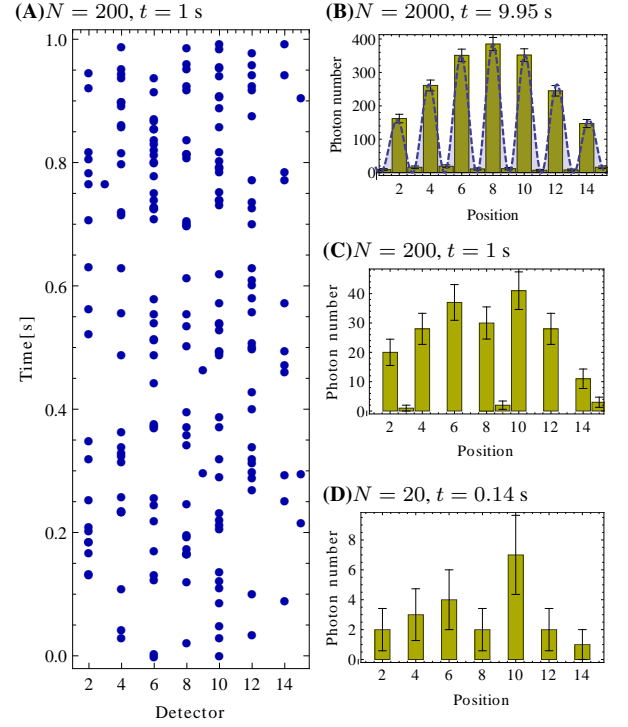 (A) N = 200, t = 1 s
1.0
0.8
0.6
0.4
0.2
0.0
Time[s]
2 4 6 8 10 12 14
Detector
(B) N = 2000, t = 9.95 s
400
300
200
100
0
Photon number
2 4 6 8 10 12 14
Position
(C) N = 200, t = 1 s
40
30
20
10
0
Photon number
2 4 6 8 10 12 14
Position
(D) N = 20, t = 0.14 s
8
6
4
2
0
Photon number
2 4 6 8 10 12 14
Position